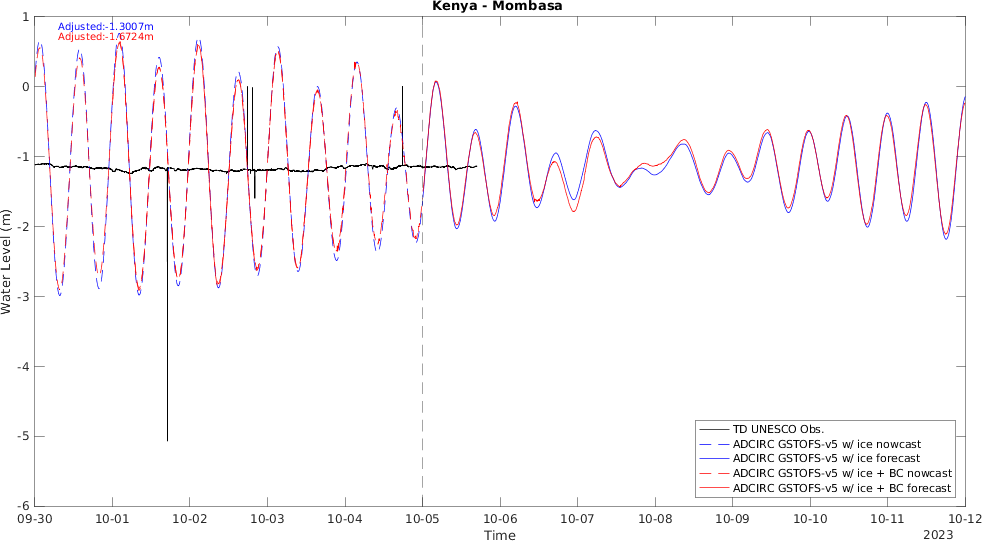 Kenya - Mombasa
Adjusted:-1.3007m
Adjusted:-1.6724m
1
0
-1
-2
-3
-4
-5
-6
Water Level (m)
TD UNESCO Obs.
ADCIRC GSTOFS-v5 w/ ice nowcast
ADCIRC GSTOFS-v5 w/ ice forecast
ADCIRC GSTOFS-v5 w/ ice + BC nowcast
ADCIRC GSTOFS-v5 w/ ice + BC forecast
09-30 10-01 10-02 10-03 10-04 10-05 10-06 10-07 10-08 10-09 10-10 10-11 10-12
Time
2023